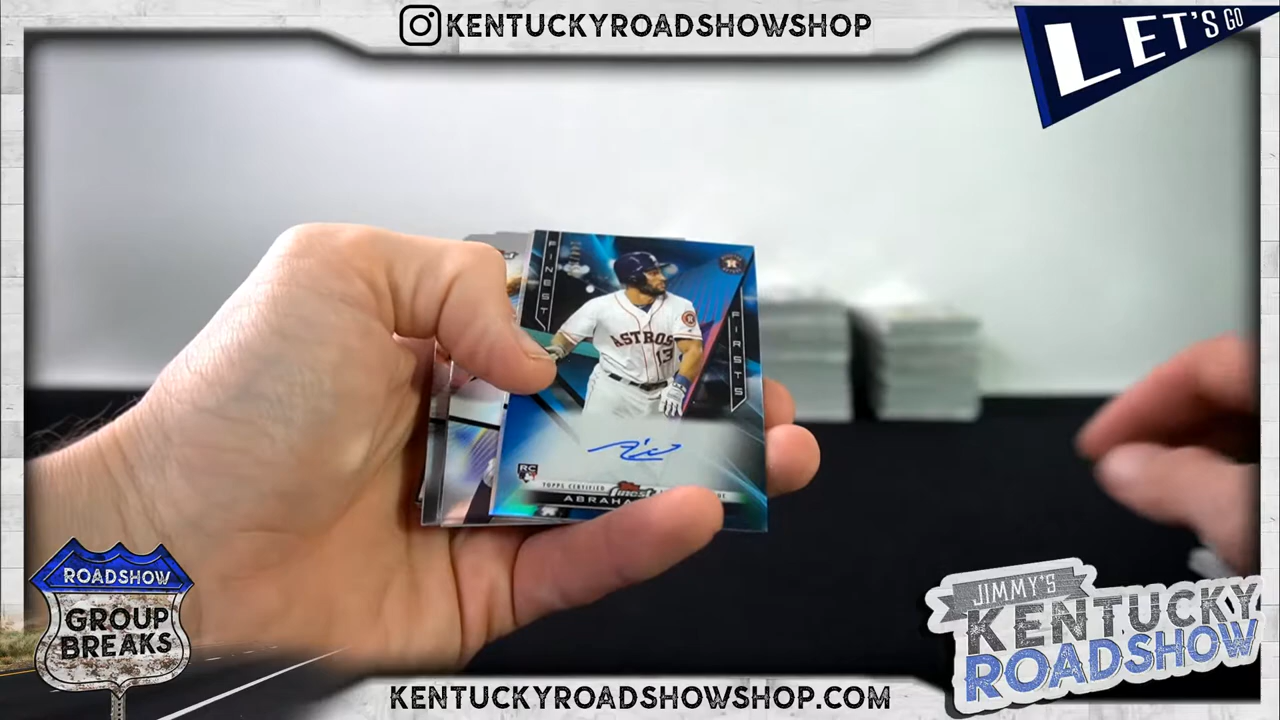 KENTUCKYROADSHOWSHOP
LET'S GO
FINEST
FIRSTS
ASTROS
13
RC
TOPPS CERTIFIED
finest
ABRAHA
ROADSHOW
GROUP
BREAKS
JIMMY'S
KENTUCKY
ROADSHOW
KENTUCKYROADSHOWSHOP.COM